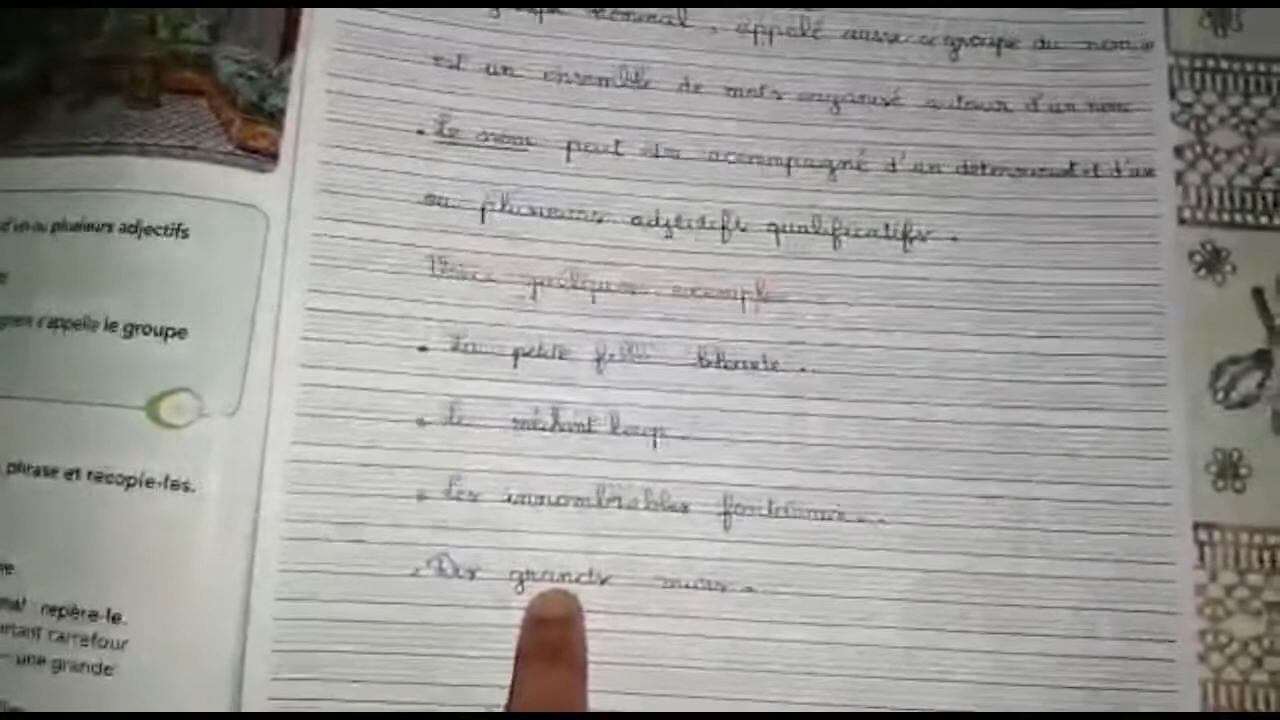 groupe nominal, appelé aussi "groupe du nom"
est un ensemble de mots organisé autour d'un nom
. Le nom peut être accompagné d'un déterminant et d'un
ou plusieurs adjectifs qualificatifs.
Voici quelques exemples
. La petite fille
. Le méchant loup
. Les innombrables fontaines...
. Des grands murs.
d'un ou plusieurs adjectifs
s'appelle le groupe
phrase et recopie-les.
repère-le.
carrefour
une grande